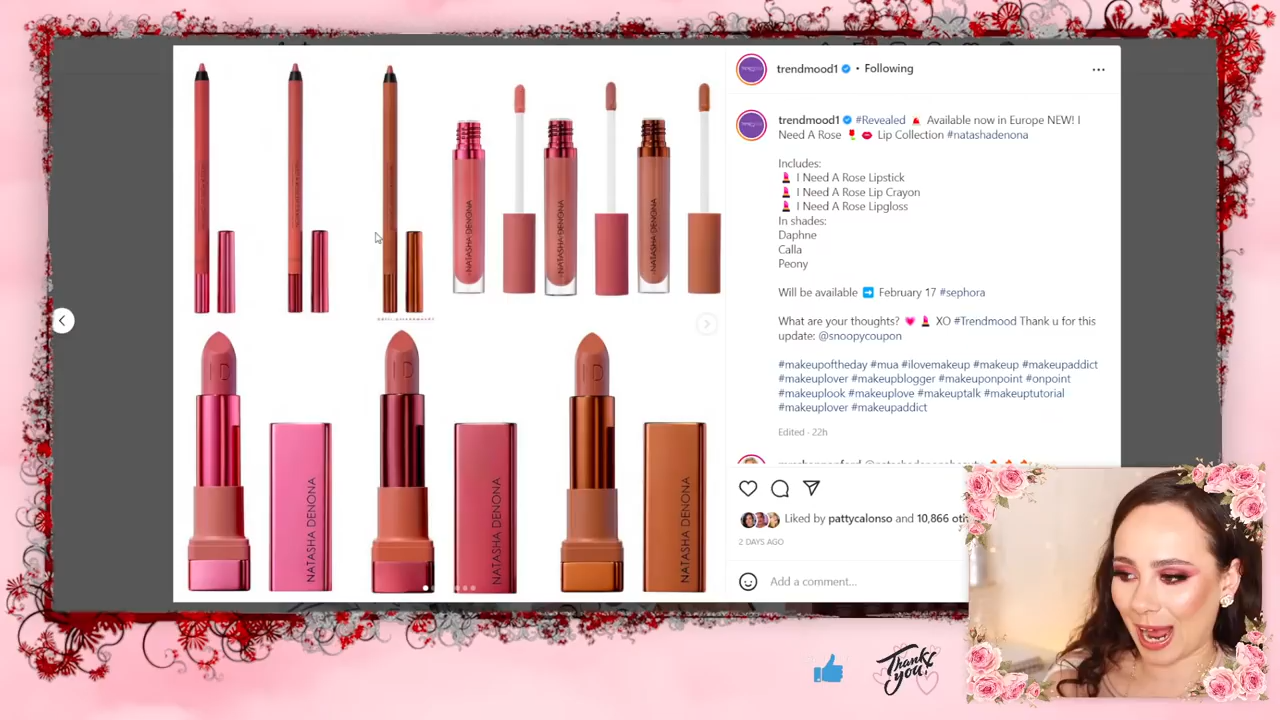 trendmood1 • Following
trendmood1 #Revealed Available now in Europe NEW! I
Need A Rose Lip Collection #natashadenona
Includes:
I Need A Rose Lipstick
I Need A Rose Lip Crayon
I Need A Rose Lipgloss
In shades:
Daphne
Calla
Peony
Will be available February 17 #sephora
What are your thoughts? XO #Trendmood Thank u for this
update: @snoopycoupon
#makeupoftheday #mua #ilovemakeup #makeup #makeupaddict
#makeuplover #makeupblogger #makeuponpoint #onpoint
#makeuplook #makeuplove #makeuptalk #makeuptutorial
#makeuplover #makeupaddict
Edited · 22h
Liked by pattycalonso and 10,866 oth
2 DAYS AGO
Add a comment...
NATASHA DENONA
NATASHA DENONA
NATASHA DENONA
ID
ID
ID
NATASHA DENONA
NATASHA DENONA
NATASHA DENONA
Thank
you!